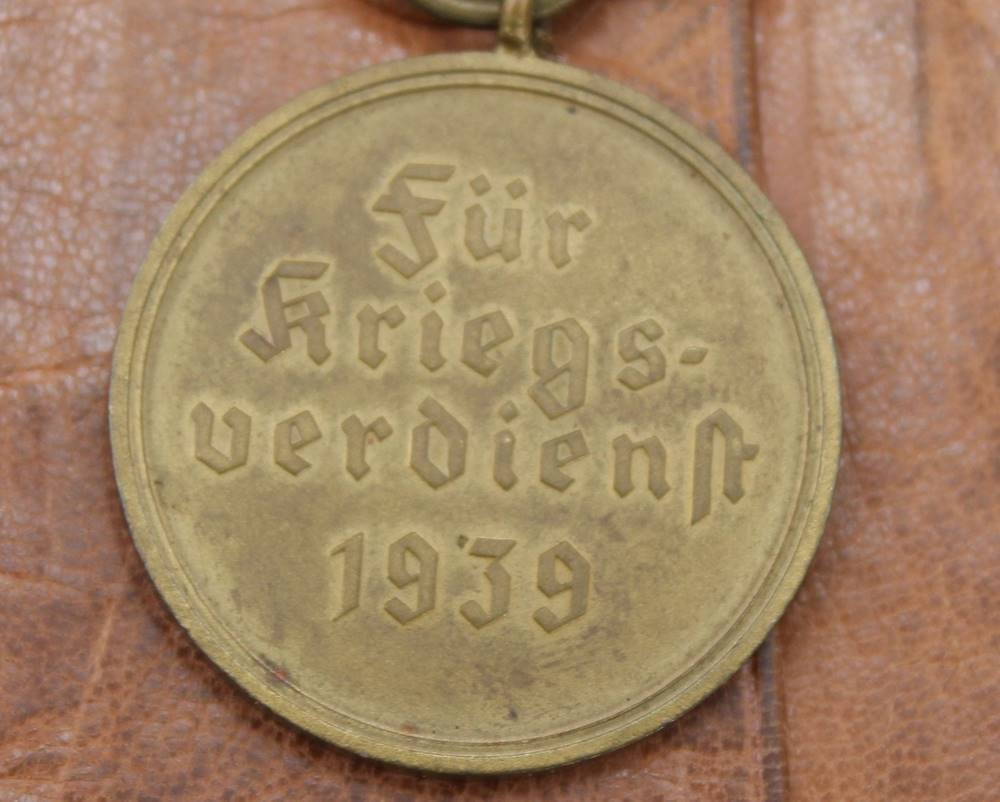 Für
Kriegs-
verdienst
1939